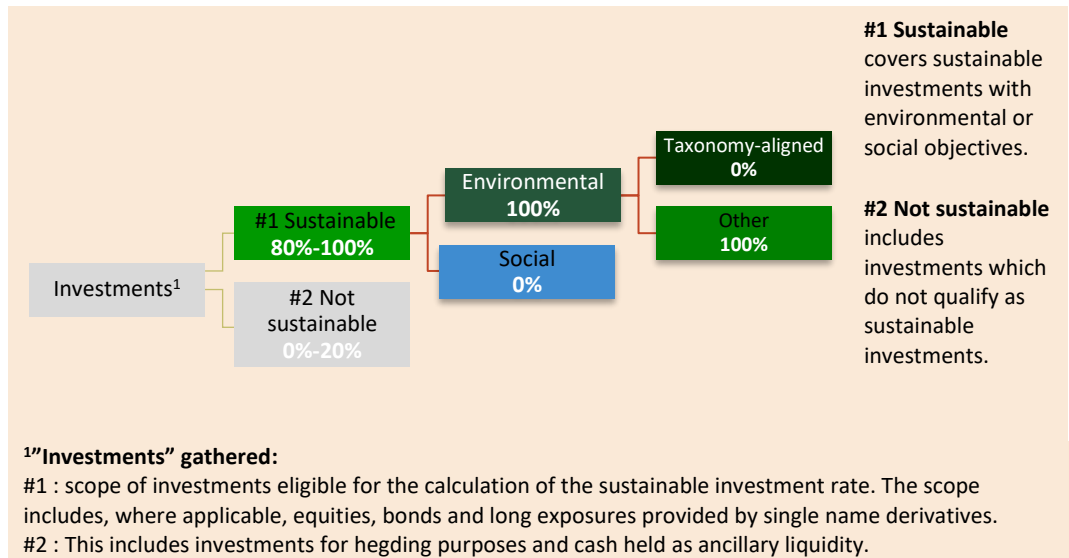 Investments¹
#1 Sustainable
80%-100%
#2 Not
sustainable
0%-20%
Environmental
100%
Social
0%
Taxonomy-aligned
0%
Other
100%
#1 Sustainable
covers sustainable
investments with
environmental or
social objectives.
#2 Not sustainable
includes
investments which
do not qualify as
sustainable
investments.
¹”Investments” gathered:
#1 : scope of investments eligible for the calculation of the sustainable investment rate. The scope
includes, where applicable, equities, bonds and long exposures provided by single name derivatives.
#2 : This includes investments for hegding purposes and cash held as ancillary liquidity.